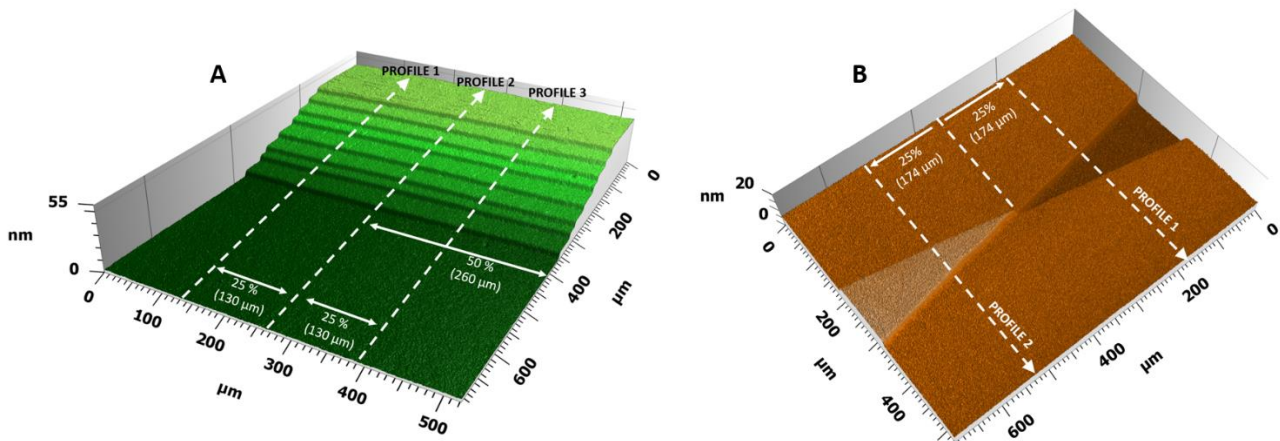 A
PROFILE 1
PROFILE 2
PROFILE 3
55
nm
0
0
100
200
300
400
500
µm
0
200
400
600
µm
50 %
(260 µm)
25 %
(130 µm)
25 %
(130 µm)
B
20
nm
0
0
200
400
µm
0
200
400
600
µm
25%
(174 µm)
25%
(174 µm)
PROFILE 1
PROFILE 2